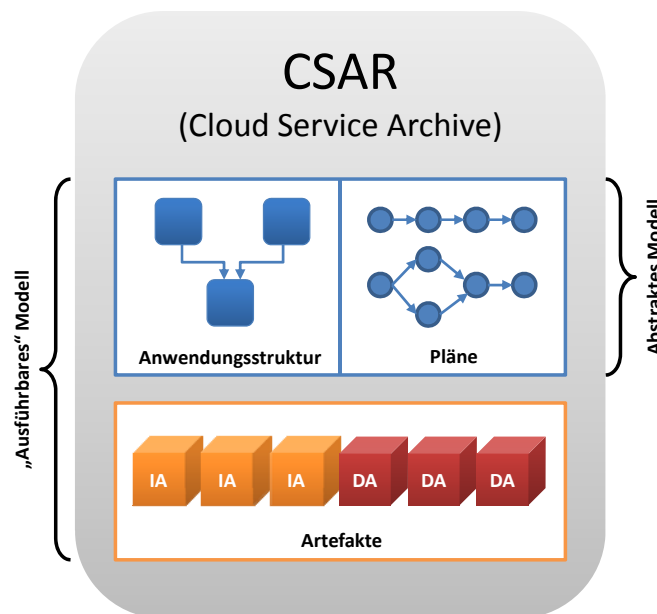 CSAR
(Cloud Service Archive)
„Ausführbares“ Modell
Abstraktes Modell
Anwendungsstruktur
Pläne
IA
IA
IA
DA
DA
DA
Artefakte